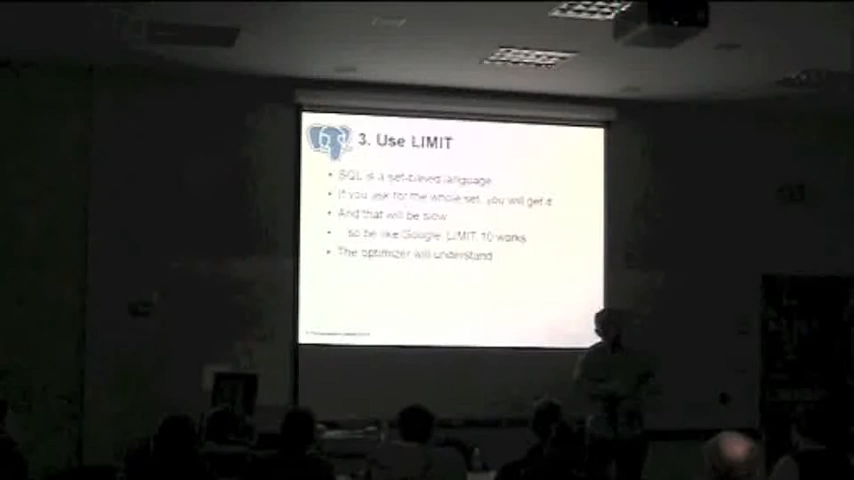 3. Use LIMIT
• SQL is a set-based language
• If you ask for the whole set, you will get it
• And that will be slow
• so be like Google, LIMIT 10 works
• The optimizer will understand